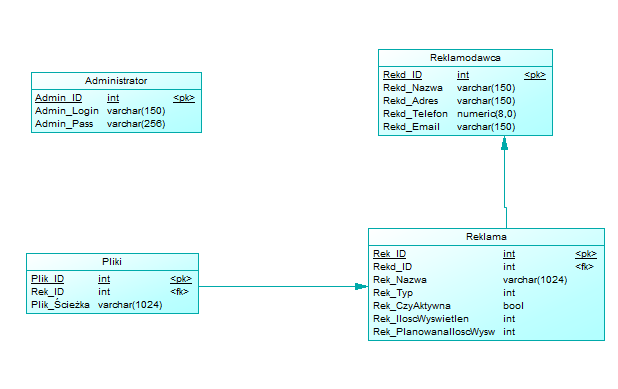 Administrator
Admin_ID int <pk>
Admin_Login varchar(150)
Admin_Pass varchar(256)
Reklamodawca
Rekd_ID int <pk>
Rekd_Nazwa varchar(150)
Rekd_Adres varchar(150)
Rekd_Telefon numeric(8,0)
Rekd_Email varchar(150)
Pliki
Plik_ID int <pk>
Rek_ID int <fk>
Plik_Ścieżka varchar(1024)
Reklama
Rek_ID int <pk>
Rekd_ID int <fk>
Rek_Nazwa varchar(1024)
Rek_Typ int
Rek_CzyAktywna bool
Rek_IloscWyswietlen int
Rek_PlanowanaIloscWysw int